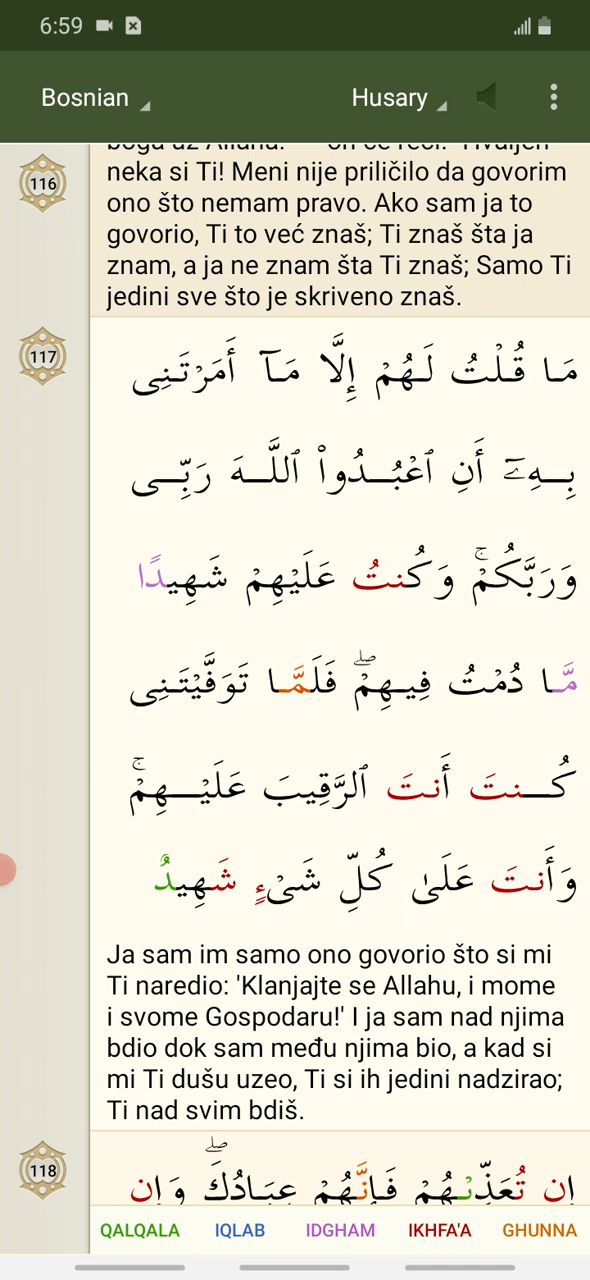 6:59
Bosnian
Husary
neka si Ti! Meni nije priličilo da govorim
116
ono što nemam pravo. Ako sam ja to
govorio, Ti to već znaš; Ti znaš šta ja
znam, a ja ne znam šta Ti znaš; Samo Ti
jedini sve što je skriveno znaš.
117
مَا قُلْتُ لَهُمْ إِلَّا مَآ أَمَرْتَنِى
بِهِۦٓ أَنِ ٱعْبُدُوا۟ ٱللَّهَ رَبِّى
وَرَبَّكُمْ ۚ وَكُنتُ عَلَيْهِمْ شَهِيدًا
مَّا دُمْتُ فِيهِمْ ۖ فَلَمَّا تَوَفَّيْتَنِى
كُنتَ أَنتَ ٱلرَّقِيبَ عَلَيْهِمْ ۚ
وَأَنتَ عَلَىٰ كُلِّ شَىْءٍ شَهِيدٌ
Ja sam im samo ono govorio što si mi
Ti naredio: 'Klanjajte se Allahu, i mome
i svome Gospodaru!' I ja sam nad njima
bdio dok sam među njima bio, a kad si
mi Ti dušu uzeo, Ti si ih jedini nadzirao;
Ti nad svim bdiš.
118
إِن تُعَذِّبْهُمْ فَإِنَّهُمْ عِبَادُكَ ۖ وَإِن
QALQALA IQLAB IDGHAM IKHFA'A GHUNNA